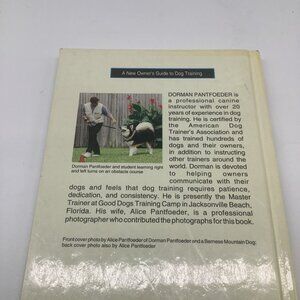 A New Owner's Guide to Dog Training
DORMAN PANTFOEDER is
a professional canine
instructor with over 20
years of experience in dog
training. He is certified by
the American Dog
Trainer's Association and
has trained hundreds of
dogs and their owners,
in addition to instructing
other trainers around the
world. Dorman is devoted
to helping owners
communicate with their
Dorman Pantfoeder and student learning right
and left turns on an obstacle course
dogs and feels that dog training requires patience,
dedication, and consistency. He is presently the Master
Trainer at Good Dogs Training Camp in Jacksonville Beach,
Florida. His wife, Alice Pantfoeder, is a professional
photographer who contributed the photographs for this book.
Front cover photo by Alice Pantfoeder of Dorman Pantfoeder and a Bernese Mountain Dog;
back cover photo also by Alice Pantfoeder.